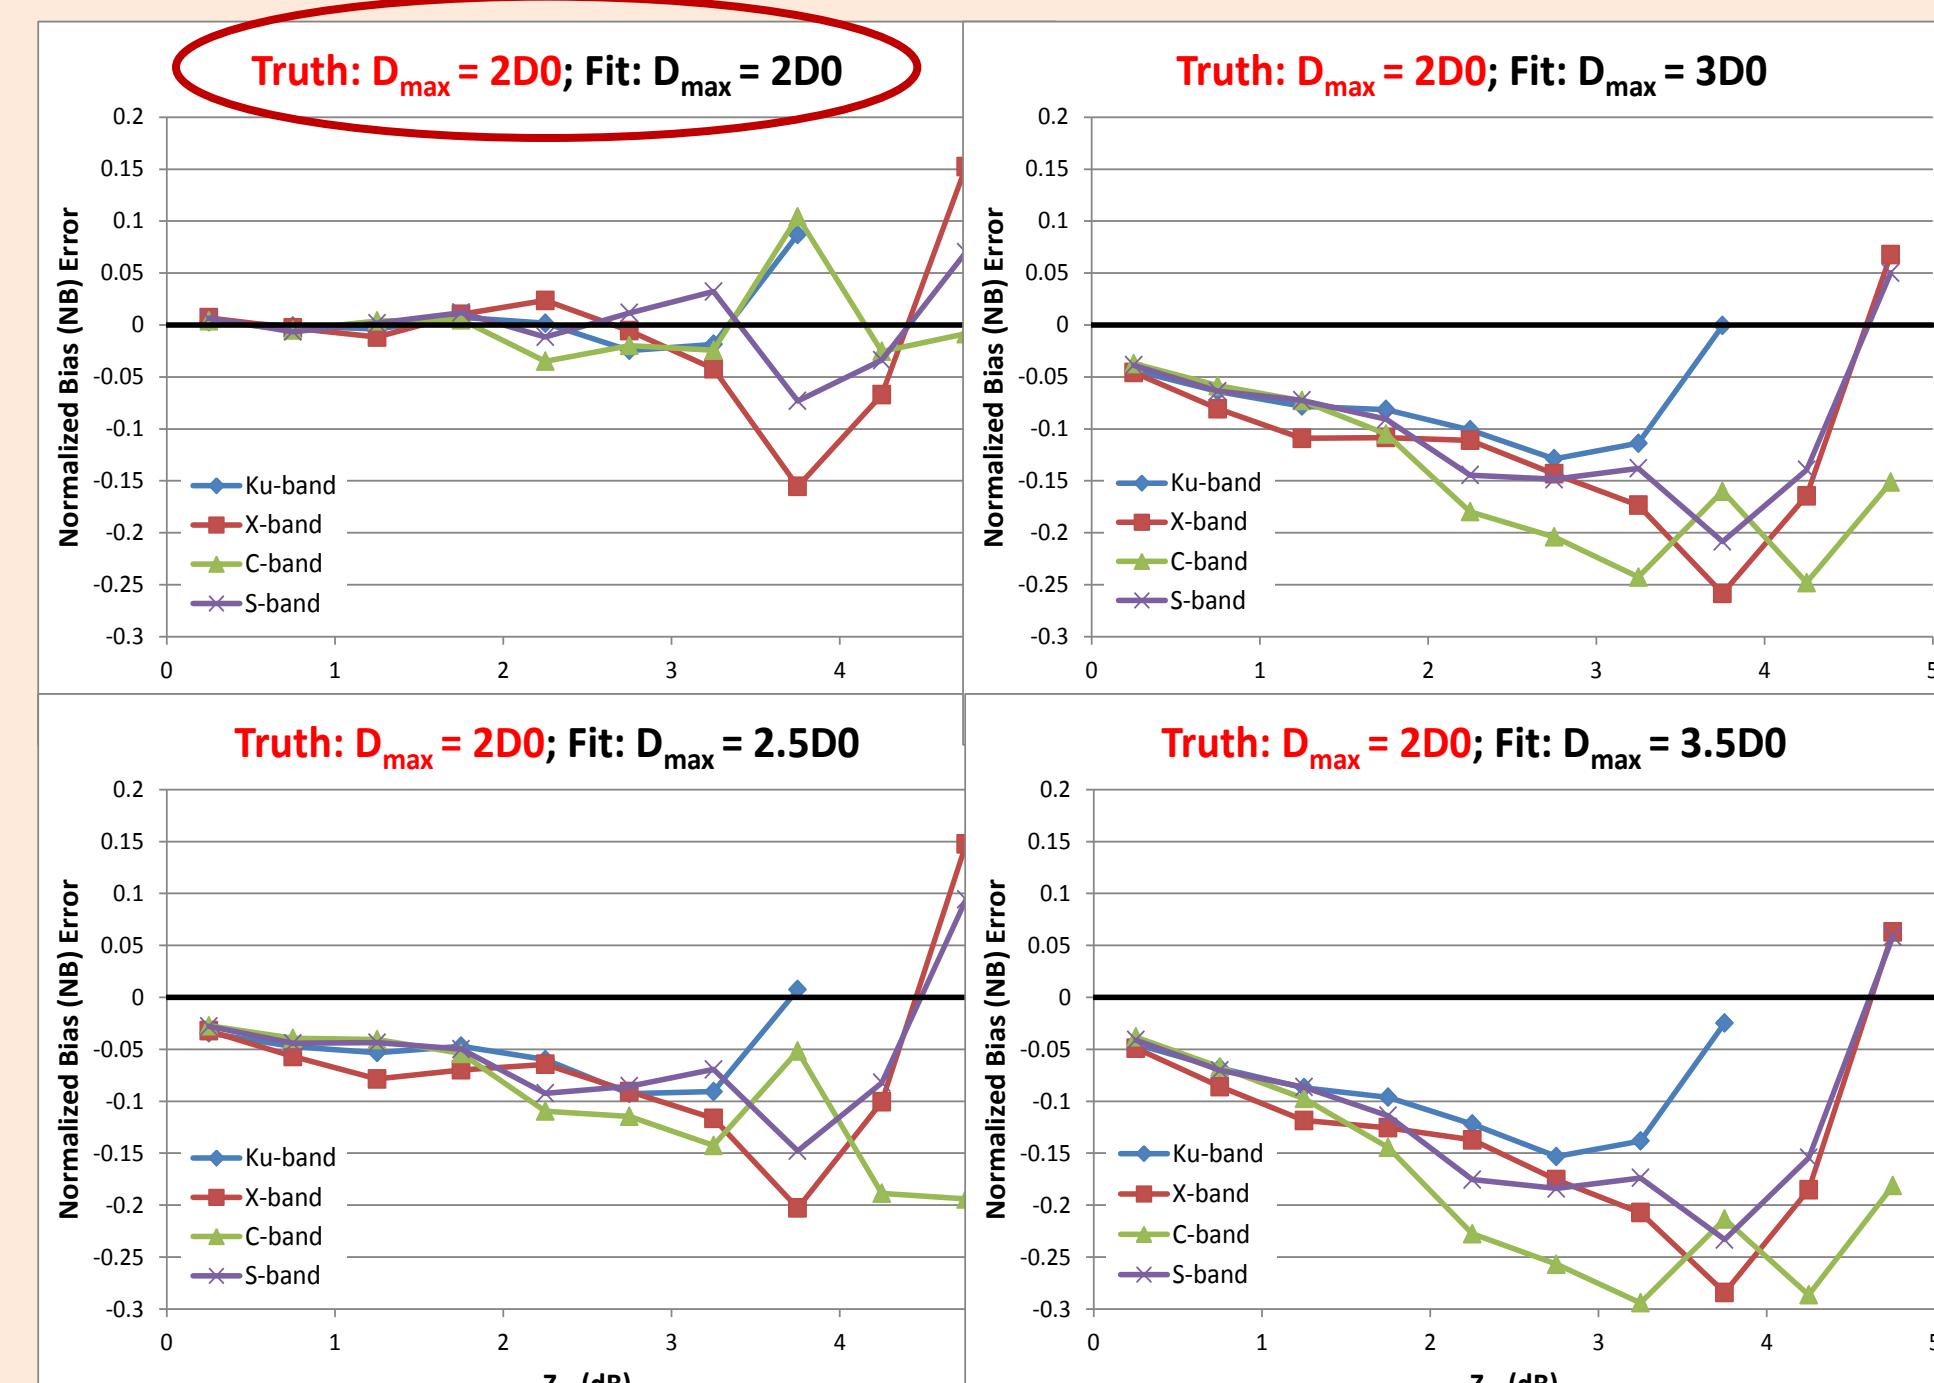 Truth: Dmax = 2D0; Fit: Dmax = 2D0
Normalized Bias (NB) Error
0.2
0.15
0.1
0.05
0
-0.05
-0.1
-0.15
-0.2
-0.25
-0.3
Ku-band
X-band
C-band
S-band
0 1 2 3 4
Truth: Dmax = 2D0; Fit: Dmax = 3D0
Normalized Bias (NB) Error
0.2
0.15
0.1
0.05
0
-0.05
-0.1
-0.15
-0.2
-0.25
-0.3
Ku-band
X-band
C-band
S-band
0 1 2 3 4 5
Truth: Dmax = 2D0; Fit: Dmax = 2.5D0
Normalized Bias (NB) Error
0.2
0.15
0.1
0.05
0
-0.05
-0.1
-0.15
-0.2
-0.25
-0.3
Ku-band
X-band
C-band
S-band
0 1 2 3 4
(dB)
Truth: Dmax = 2D0; Fit: Dmax = 3.5D0
Normalized Bias (NB) Error
0.2
0.15
0.1
0.05
0
-0.05
-0.1
-0.15
-0.2
-0.25
-0.3
Ku-band
X-band
C-band
S-band
0 1 2 3 4 5
(dB)